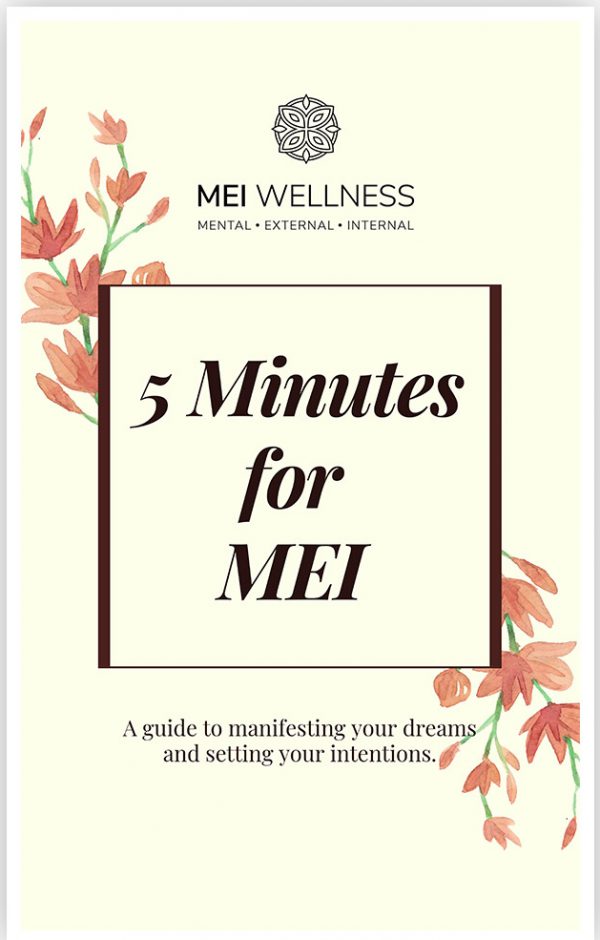 MEI WELLNESS
MENTAL • EXTERNAL • INTERNAL
5 Minutes
for
MEI
A guide to manifesting your dreams
and setting your intentions.